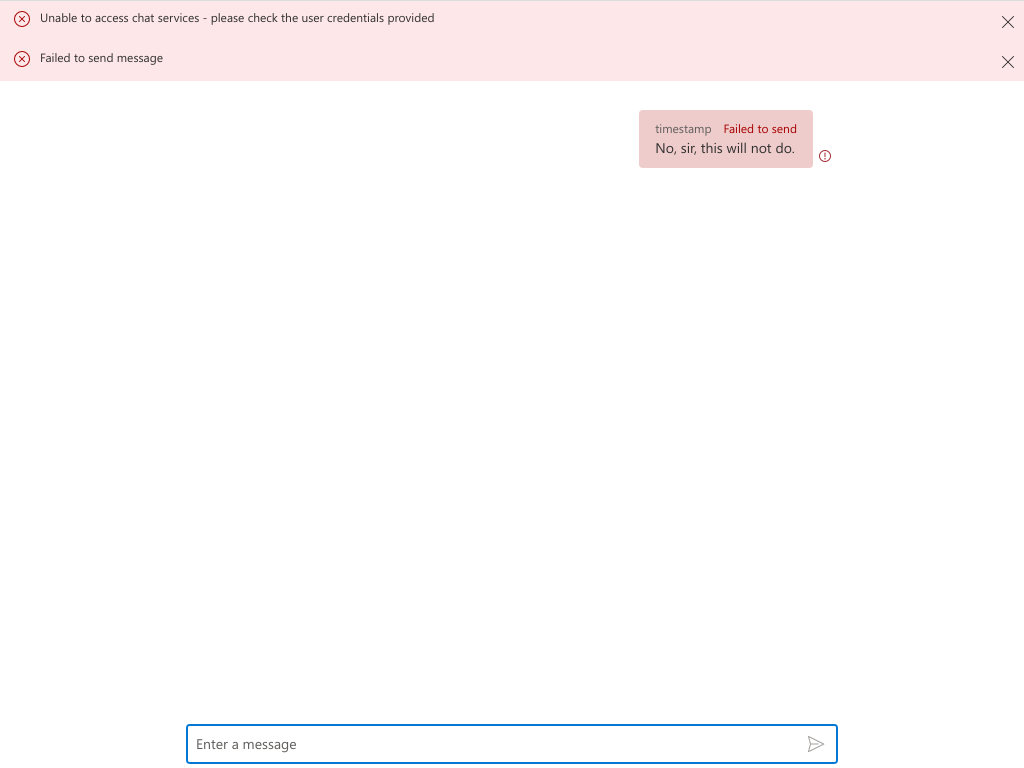 Unable to access chat services - please check the user credentials provided
Failed to send message
timestamp Failed to send
No, sir, this will not do.
Enter a message